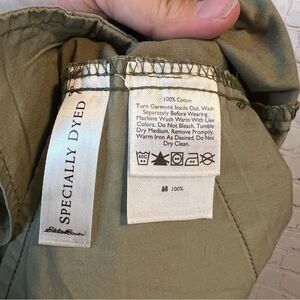 SPECIALLY DYED
Eddie Bauer
100% Cotton
Turn Garment Inside Out, Wash
Separately Before Wearing.
Machine Wash Warm With Like
Colors. Do Not Bleach. Tumble
Dry Medium. Remove Promptly.
Warm Iron As Desired. Do Not
Dry Clean.
100%